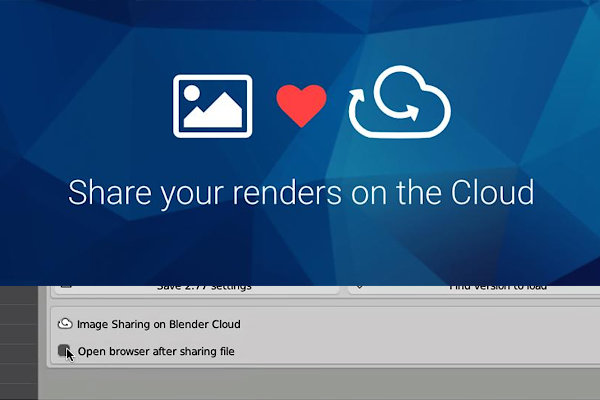 Share your renders on the Cloud
Save 2.77 settings
Find version to load
Image Sharing on Blender Cloud
Open browser after sharing file